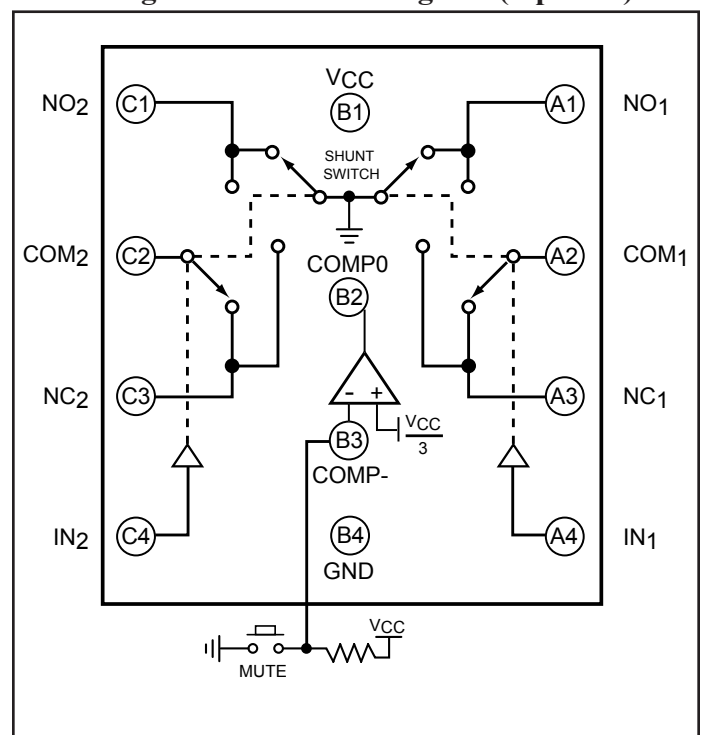 VCC
NO2
C1
B1
A1
NO1
SHUNT
SWITCH
COM2
C2
COMP0
A2
COM1
B2
NC2
C3
- +
A3
NC1
B3
VCC
3
COMP-
IN2
C4
B4
A4
IN1
GND
VCC
MUTE